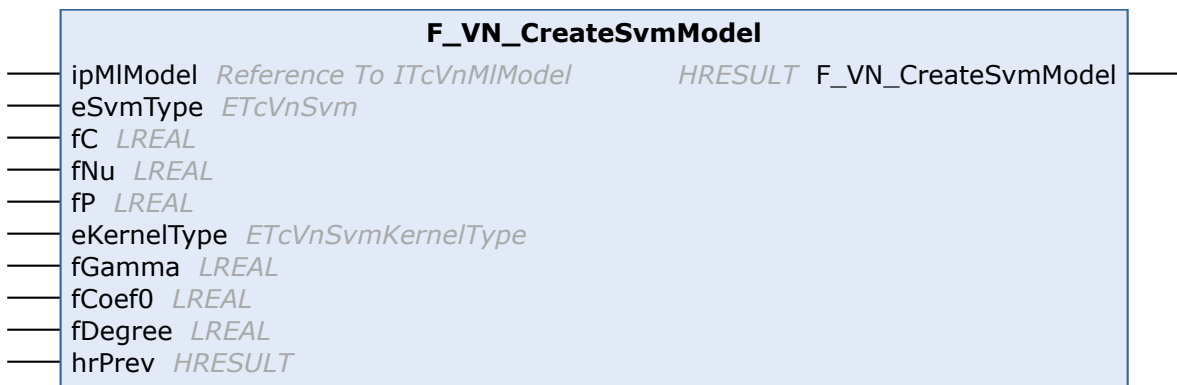 F_VN_CreateSvmModel
ipMlModel Reference To ITcVnMlModel HRESULT F_VN_CreateSvmModel
eSvmType ETcVnSvm
fC LREAL
fNu LREAL
fP LREAL
eKernelType ETcVnSvmKernelType
fGamma LREAL
fCoef0 LREAL
fDegree LREAL
hrPrev HRESULT